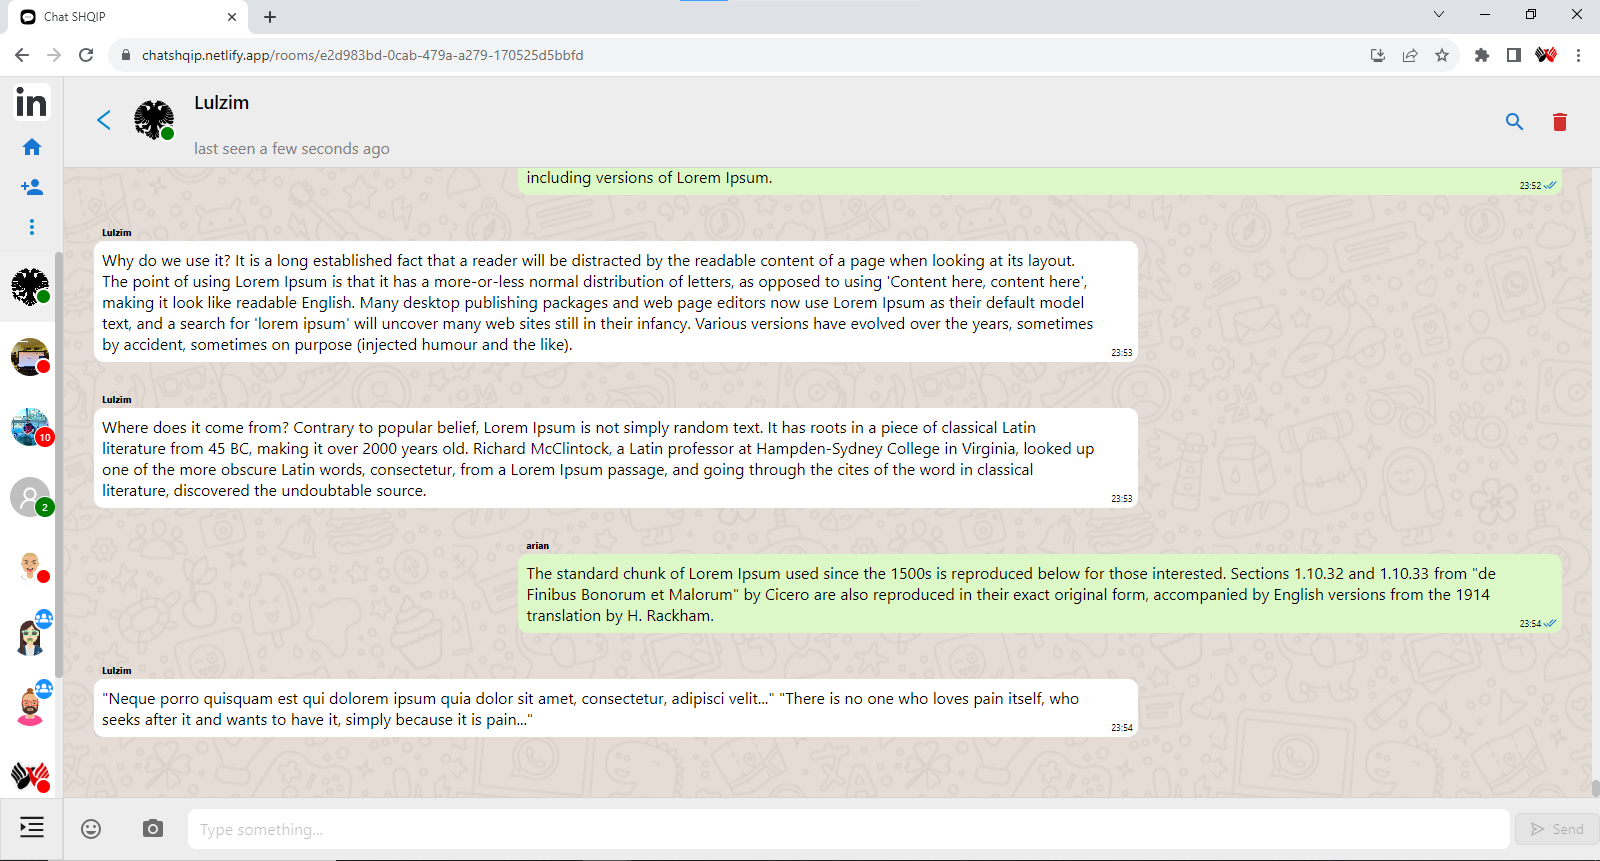 Chat SHQIP
chatshqip.netlify.app/rooms/e2d983bd-0cab-479a-a279-170525d5bbfd
in
Lulzim
last seen a few seconds ago
including versions of Lorem Ipsum.
23:52
Lulzim
Why do we use it? It is a long established fact that a reader will be distracted by the readable content of a page when looking at its layout.
The point of using Lorem Ipsum is that it has a more-or-less normal distribution of letters, as opposed to using 'Content here, content here',
making it look like readable English. Many desktop publishing packages and web page editors now use Lorem Ipsum as their default model
text, and a search for 'lorem ipsum' will uncover many web sites still in their infancy. Various versions have evolved over the years, sometimes
by accident, sometimes on purpose (injected humour and the like).
23:53
Lulzim
Where does it come from? Contrary to popular belief, Lorem Ipsum is not simply random text. It has roots in a piece of classical Latin
literature from 45 BC, making it over 2000 years old. Richard McClintock, a Latin professor at Hampden-Sydney College in Virginia, looked up
one of the more obscure Latin words, consectetur, from a Lorem Ipsum passage, and going through the cites of the word in classical
literature, discovered the undoubtable source.
23:53
10
2
arian
The standard chunk of Lorem Ipsum used since the 1500s is reproduced below for those interested. Sections 1.10.32 and 1.10.33 from "de
Finibus Bonorum et Malorum" by Cicero are also reproduced in their exact original form, accompanied by English versions from the 1914
translation by H. Rackham.
23:54
Lulzim
"Neque porro quisquam est qui dolorem ipsum quia dolor sit amet, consectetur, adipisci velit..." "There is no one who loves pain itself, who
seeks after it and wants to have it, simply because it is pain..."
23:54
Type something...
Send